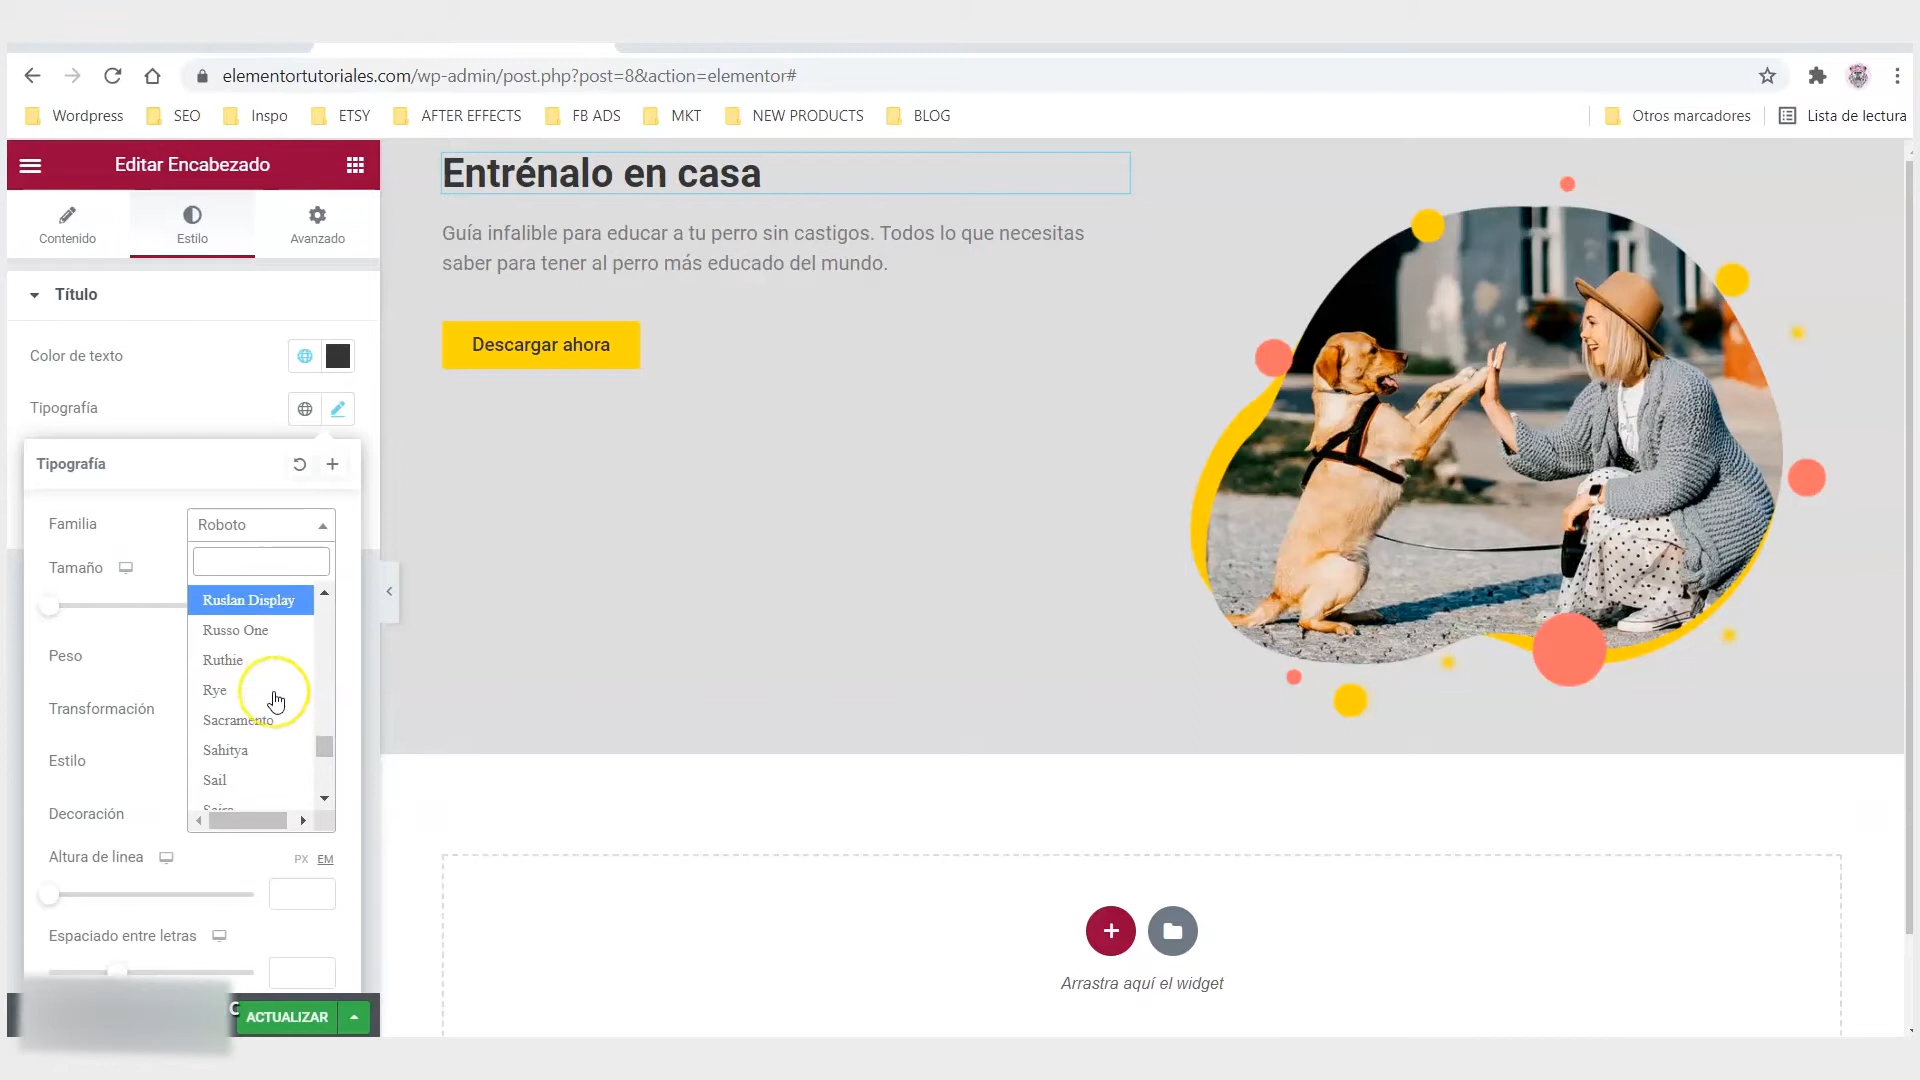 elementortutoriales.com/wp-admin/post.php?post=8&action=elementor#
Wordpress SEO Inspo ETSY AFTER EFFECTS FB ADS MKT NEW PRODUCTS BLOG Otros marcadores Lista de lectura
Editar Encabezado
Contenido Estilo Avanzado
Título
Color de texto
Tipografía
Tipografía
Familia Roboto
Tamaño
Ruslan Display
Russo One
Ruthie
Peso
Rye
Transformación
Sacramento
Sahitya
Estilo
Sail
Saira
Decoración
Altura de linea PX EM
Espaciado entre letras
ACTUALIZAR
Entrénalo en casa
Guía infalible para educar a tu perro sin castigos. Todos lo que necesitas
saber para tener al perro más educado del mundo.
Descargar ahora
Arrastra aquí el widget